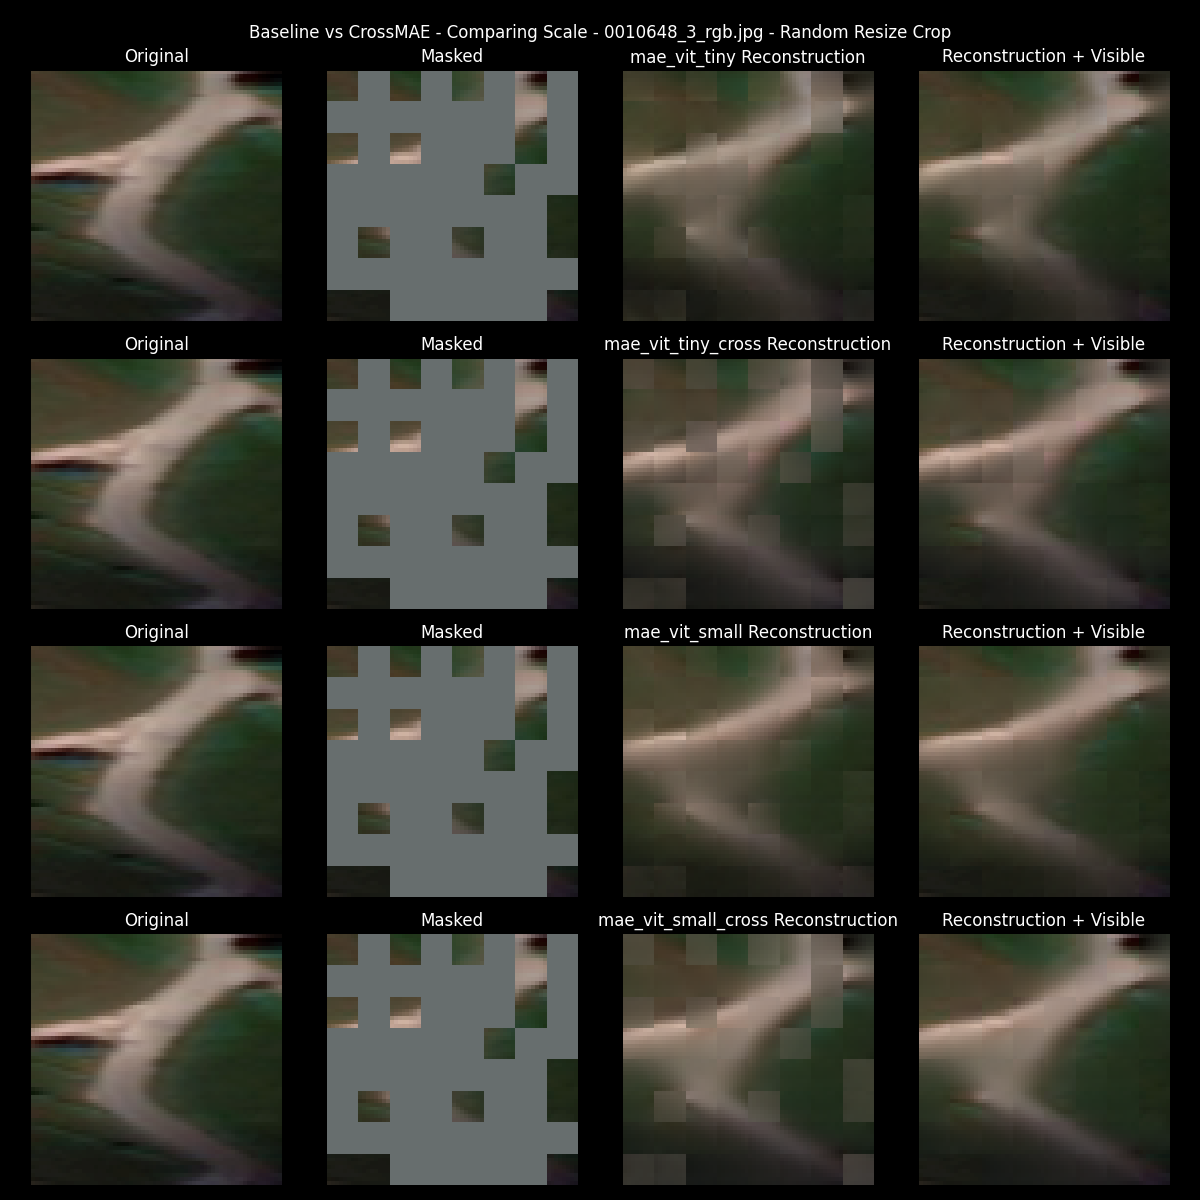 Baseline vs CrossMAE - Comparing Scale - 0010648_3_rgb.jpg - Random Resize Crop
Original Masked mae_vit_tiny Reconstruction Reconstruction + Visible
Original Masked mae_vit_tiny_cross Reconstruction Reconstruction + Visible
Original Masked mae_vit_small Reconstruction Reconstruction + Visible
Original Masked mae_vit_small_cross Reconstruction Reconstruction + Visible